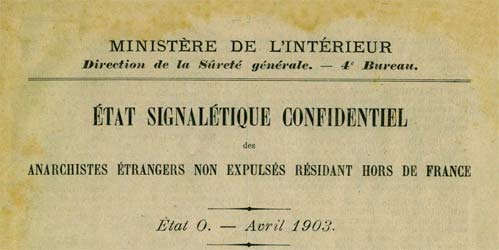 MINISTÈRE DE L'INTÉRIEUR
Direction de la Sûreté générale. — 4e Bureau.
ÉTAT SIGNALÉTIQUE CONFIDENTIEL
des
ANARCHISTES ÉTRANGERS NON EXPULSÉS RÉSIDANT HORS DE FRANCE
État O. — Avril 1903.